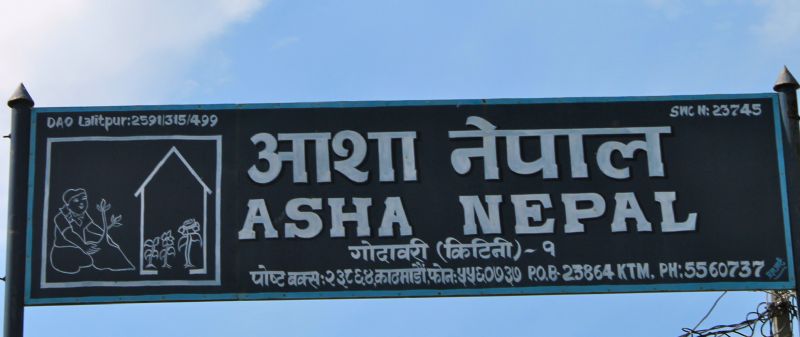 DAO Lalitpur:2591/315/499
SWC N: 23745
आशा नेपाल
ASHA NEPAL
गोदावरी (किटिनी)- १
पोष्ट बक्स:२३८६४,काठमाडौं.फोन:५५६०७३७ P.O.B-23864 KTM. PH:5560737